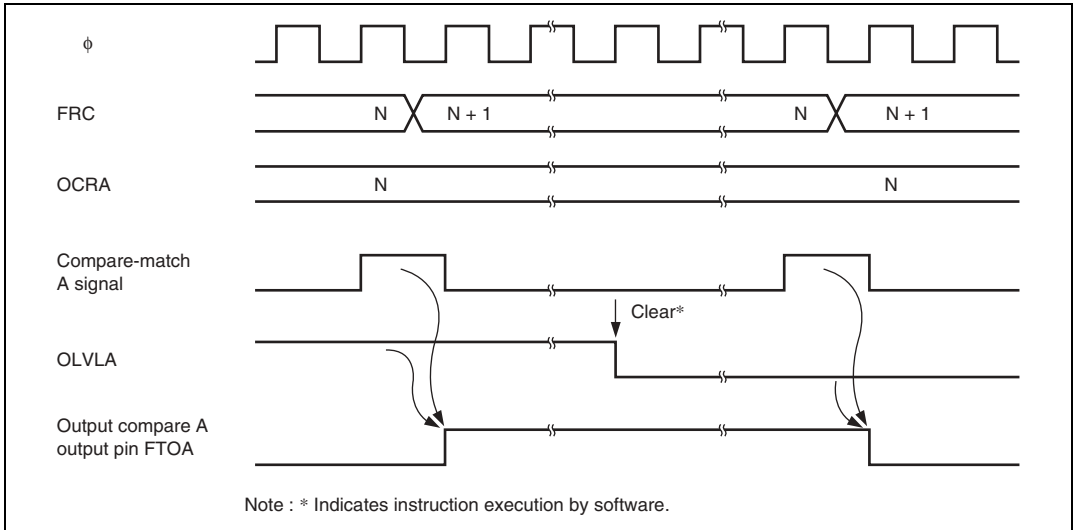 ϕ
FRC
N
N + 1
N
N + 1
OCRA
N
N
Compare-match
A signal
Clear*
OLVLA
Output compare A
output pin FTOA
Note : * Indicates instruction execution by software.